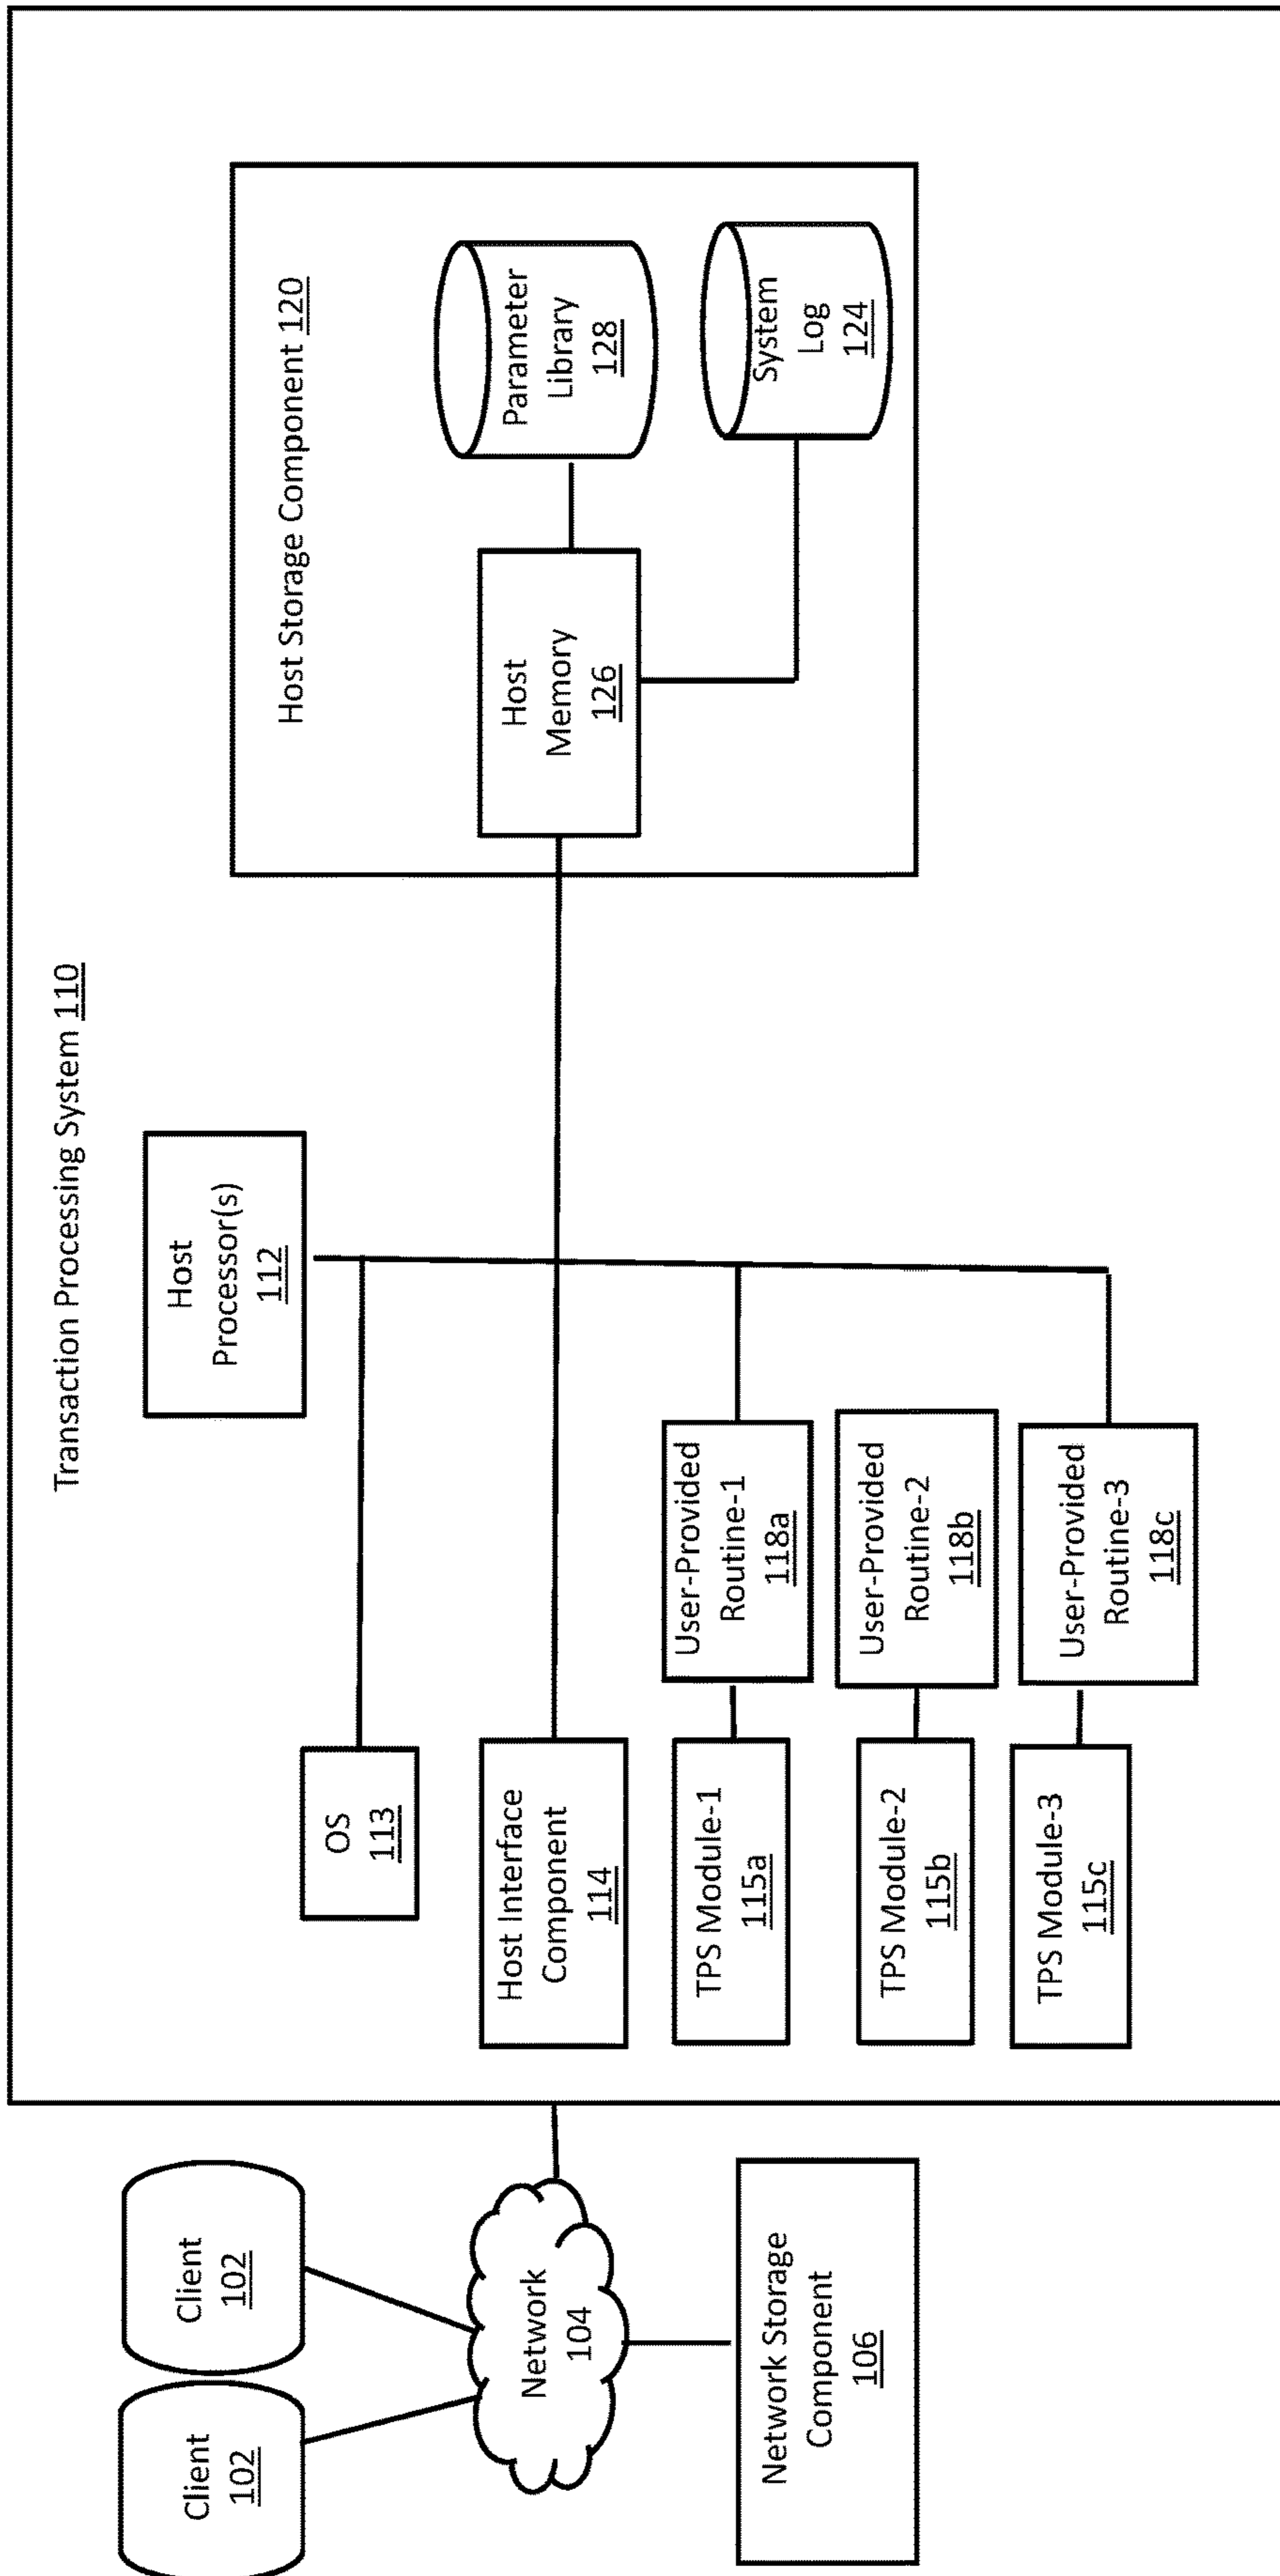 Transaction Processing System 110
Client
102
Client
102
Network
104
Network Storage
Component
106
Host
Processor(s)
112
OS
113
Host Interface
Component
114
TPS Module-1
115a
User-Provided
Routine-1
118a
TPS Module-2
115b
User-Provided
Routine-2
118b
TPS Module-3
115c
User-Provided
Routine-3
118c
Host Storage Component 120
Host
Memory
126
Parameter
Library
128
System
Log
124